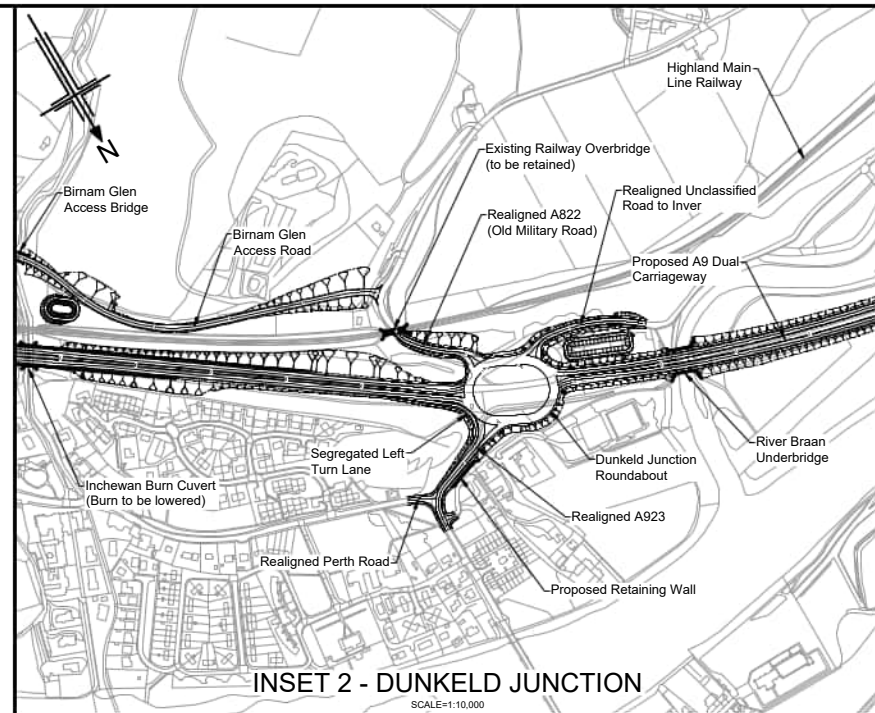 N
Highland Main
Line Railway
Existing Railway Overbridge
(to be retained)
Birnam Glen
Access Bridge
Realigned Unclassified
Road to Inver
Realigned A822
(Old Military Road)
Birnam Glen
Access Road
Proposed A9 Dual
Carriageway
Segregated Left
Turn Lane
Dunkeld Junction
Roundabout
River Braan
Underbridge
Inchewan Burn Cuvert
(Burn to be lowered)
Realigned A923
Realigned Perth Road
Proposed Retaining Wall
INSET 2 - DUNKELD JUNCTION
SCALE=1:10,000